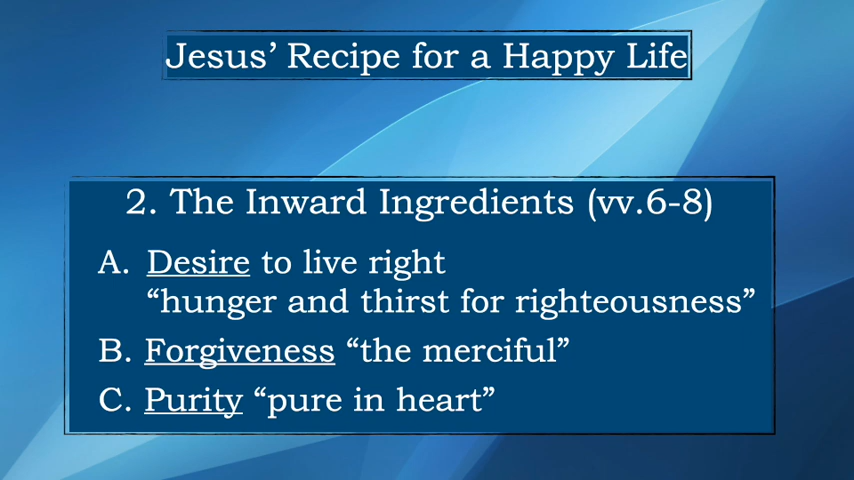 Jesus’ Recipe for a Happy Life
2. The Inward Ingredients (vv.6-8)
A. Desire to live right
“hunger and thirst for righteousness”
B. Forgiveness “the merciful”
C. Purity “pure in heart”